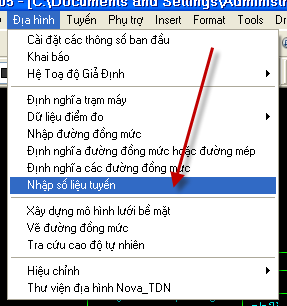 05 - [C:\Documents and Settings\Administr
Địa hình Tuyến Phụ trợ Insert Format Tools D
Cài đặt các thông số ban đầu
Khai báo
Hệ Toạ độ Giả Định
Định nghĩa trạm máy
Dữ liệu điểm đo
Nhập đường đồng mức
Định nghĩa đường đồng mức hoặc đường mép
Định nghĩa các đường đồng mức
Nhập số liệu tuyến
Xây dựng mô hình lưới bề mặt
Vẽ đường đồng mức
Tra cứu cao độ tự nhiên
Hiệu chỉnh
Thư viện địa hình Nova_TDN